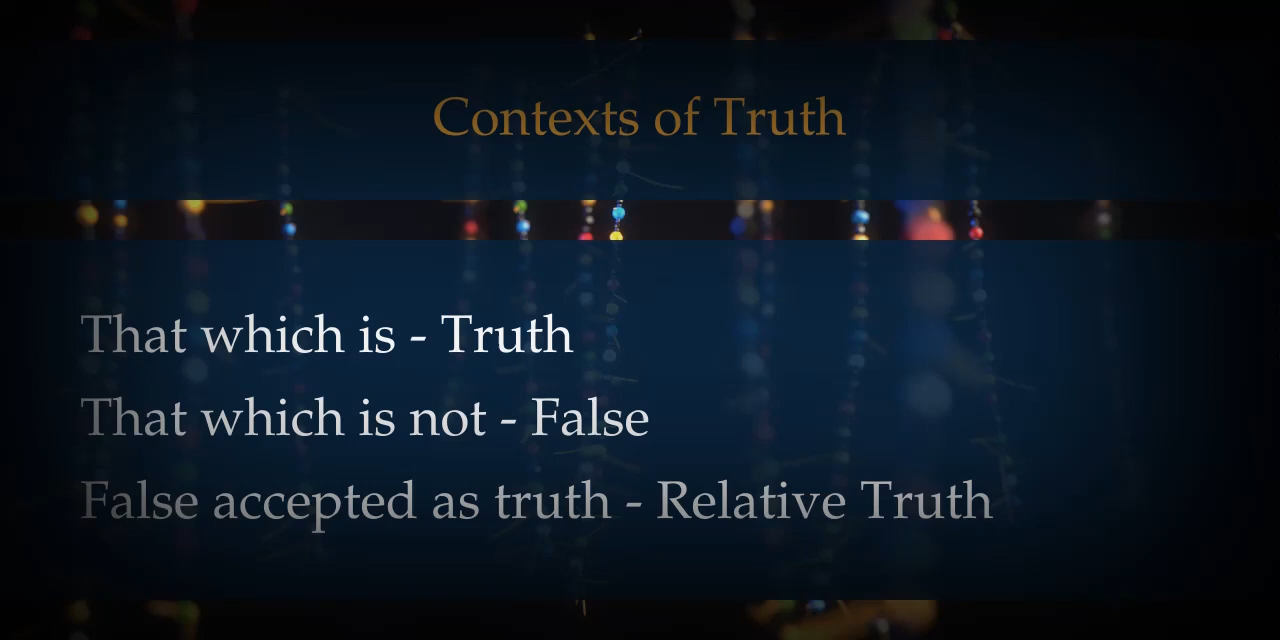 Contexts of Truth
That which is - Truth
That which is not - False
False accepted as truth - Relative Truth